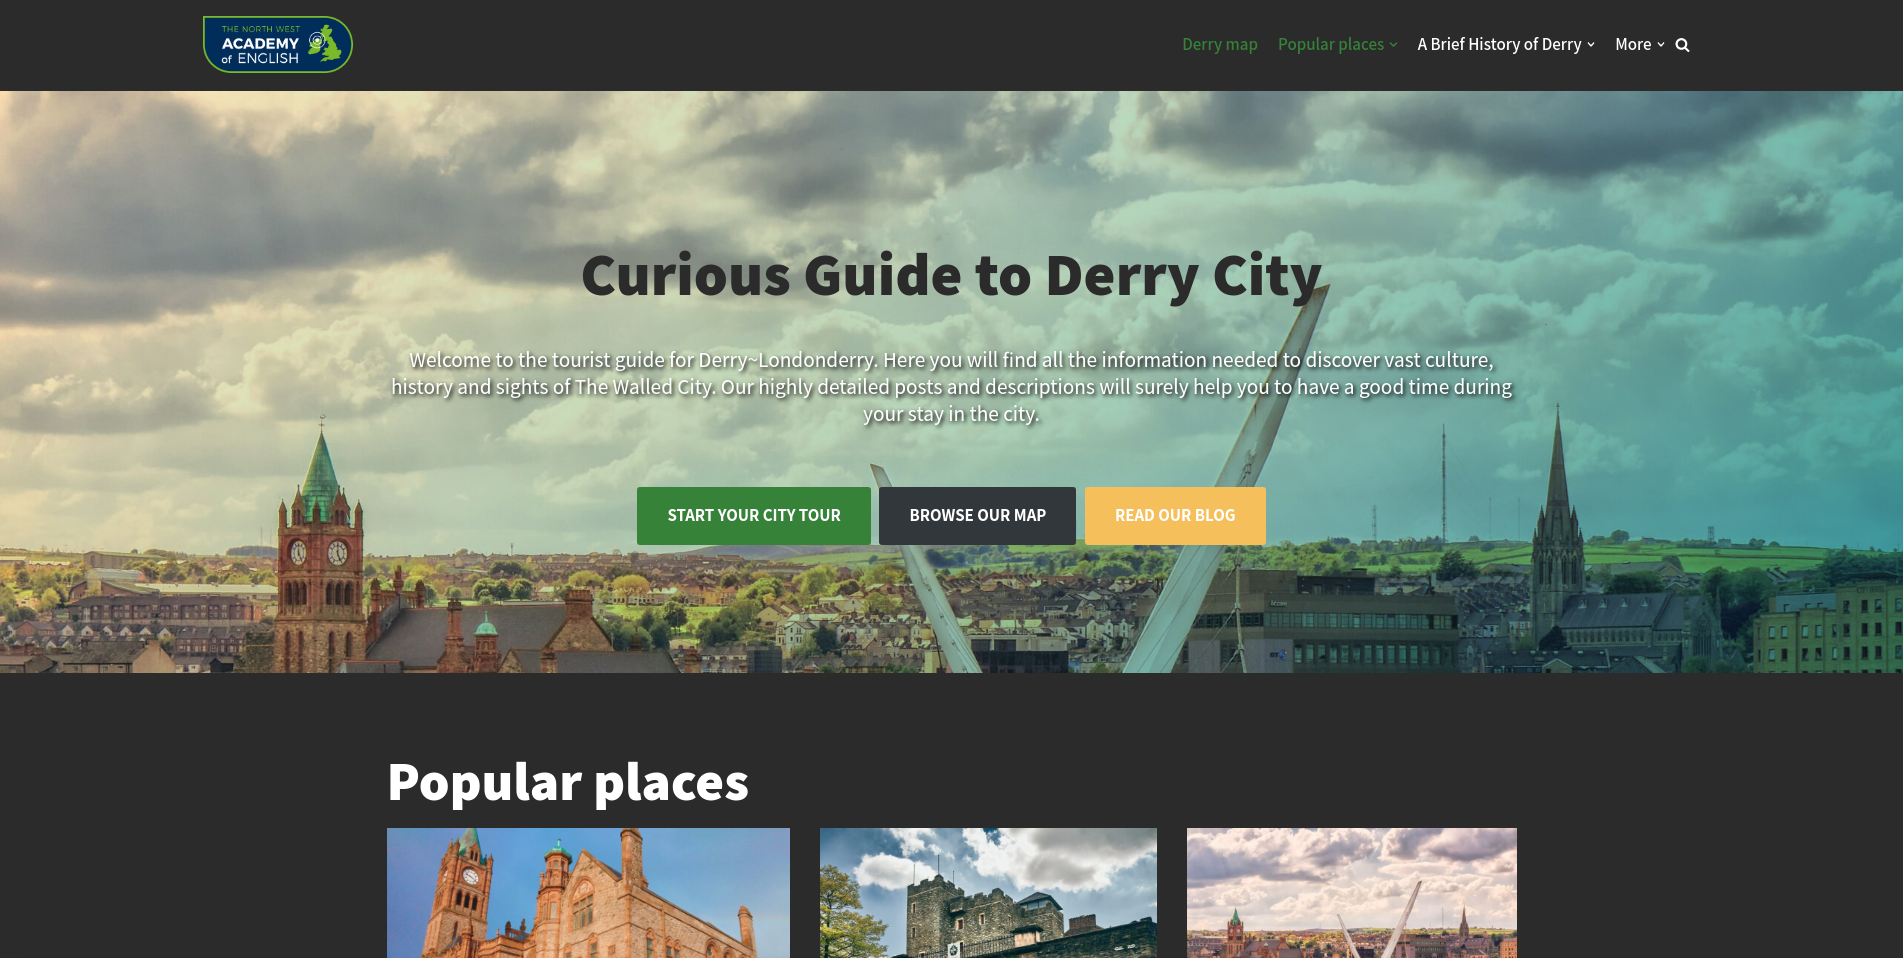 THE NORTH WEST
ACADEMY
of ENGLISH
Derry map
Popular places
A Brief History of Derry
More
Curious Guide to Derry City
Welcome to the tourist guide for Derry~Londonderry. Here you will find all the information needed to discover vast culture,
history and sights of The Walled City. Our highly detailed posts and descriptions will surely help you to have a good time during
your stay in the city.
START YOUR CITY TOUR
BROWSE OUR MAP
READ OUR BLOG
Popular places